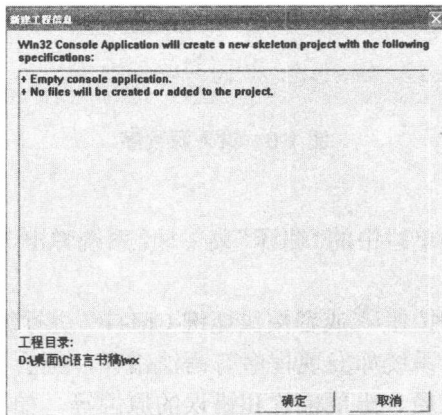 新建工程信息
Win32 Console Application will create a new skeleton project with the following
specifications:
+ Empty console application.
+ No files will be created or added to the project.
工程目录:
D:\桌面\C语言书稿\wx
确定 取消